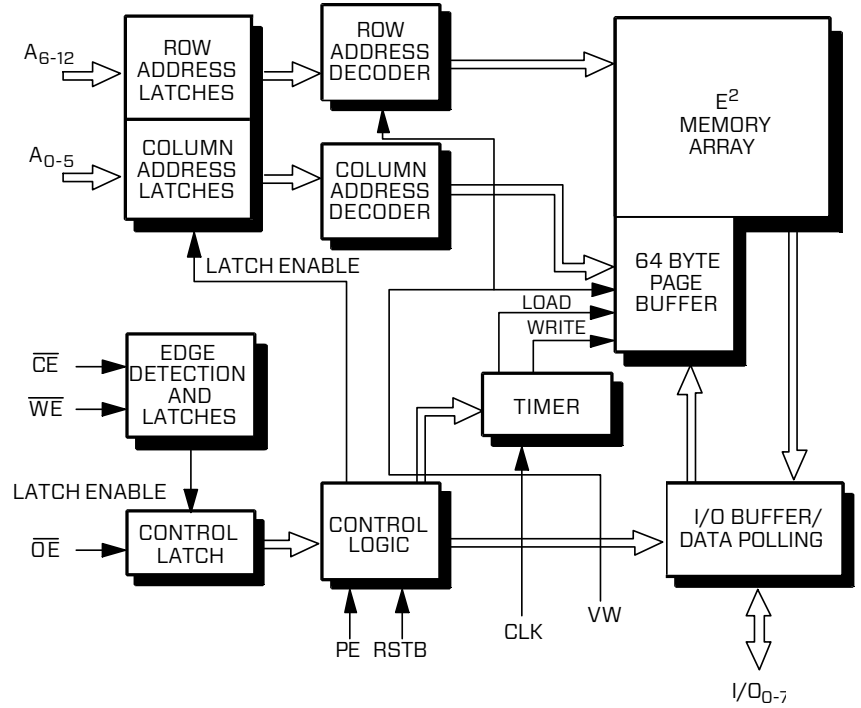 A6-12
ROW
ADDRESS
LATCHES
ROW
ADDRESS
DECODER
E2
MEMORY
ARRAY
A0-5
COLUMN
ADDRESS
LATCHES
COLUMN
ADDRESS
DECODER
64 BYTE
PAGE
BUFFER
LATCH ENABLE
LOAD
WRITE
CE
WE
EDGE
DETECTION
AND
LATCHES
TIMER
LATCH ENABLE
OE
CONTROL
LATCH
CONTROL
LOGIC
I/O BUFFER/
DATA POLLING
PE
RSTB
CLK
VW
I/O0-7